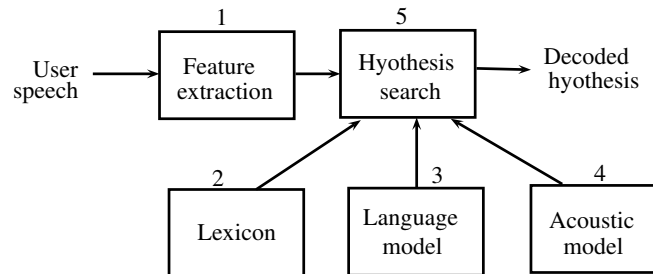 1
5
User
speech
Feature
extraction
Hyothesis
search
Decoded
hyothesis
2
3
4
Lexicon
Language
model
Acoustic
model